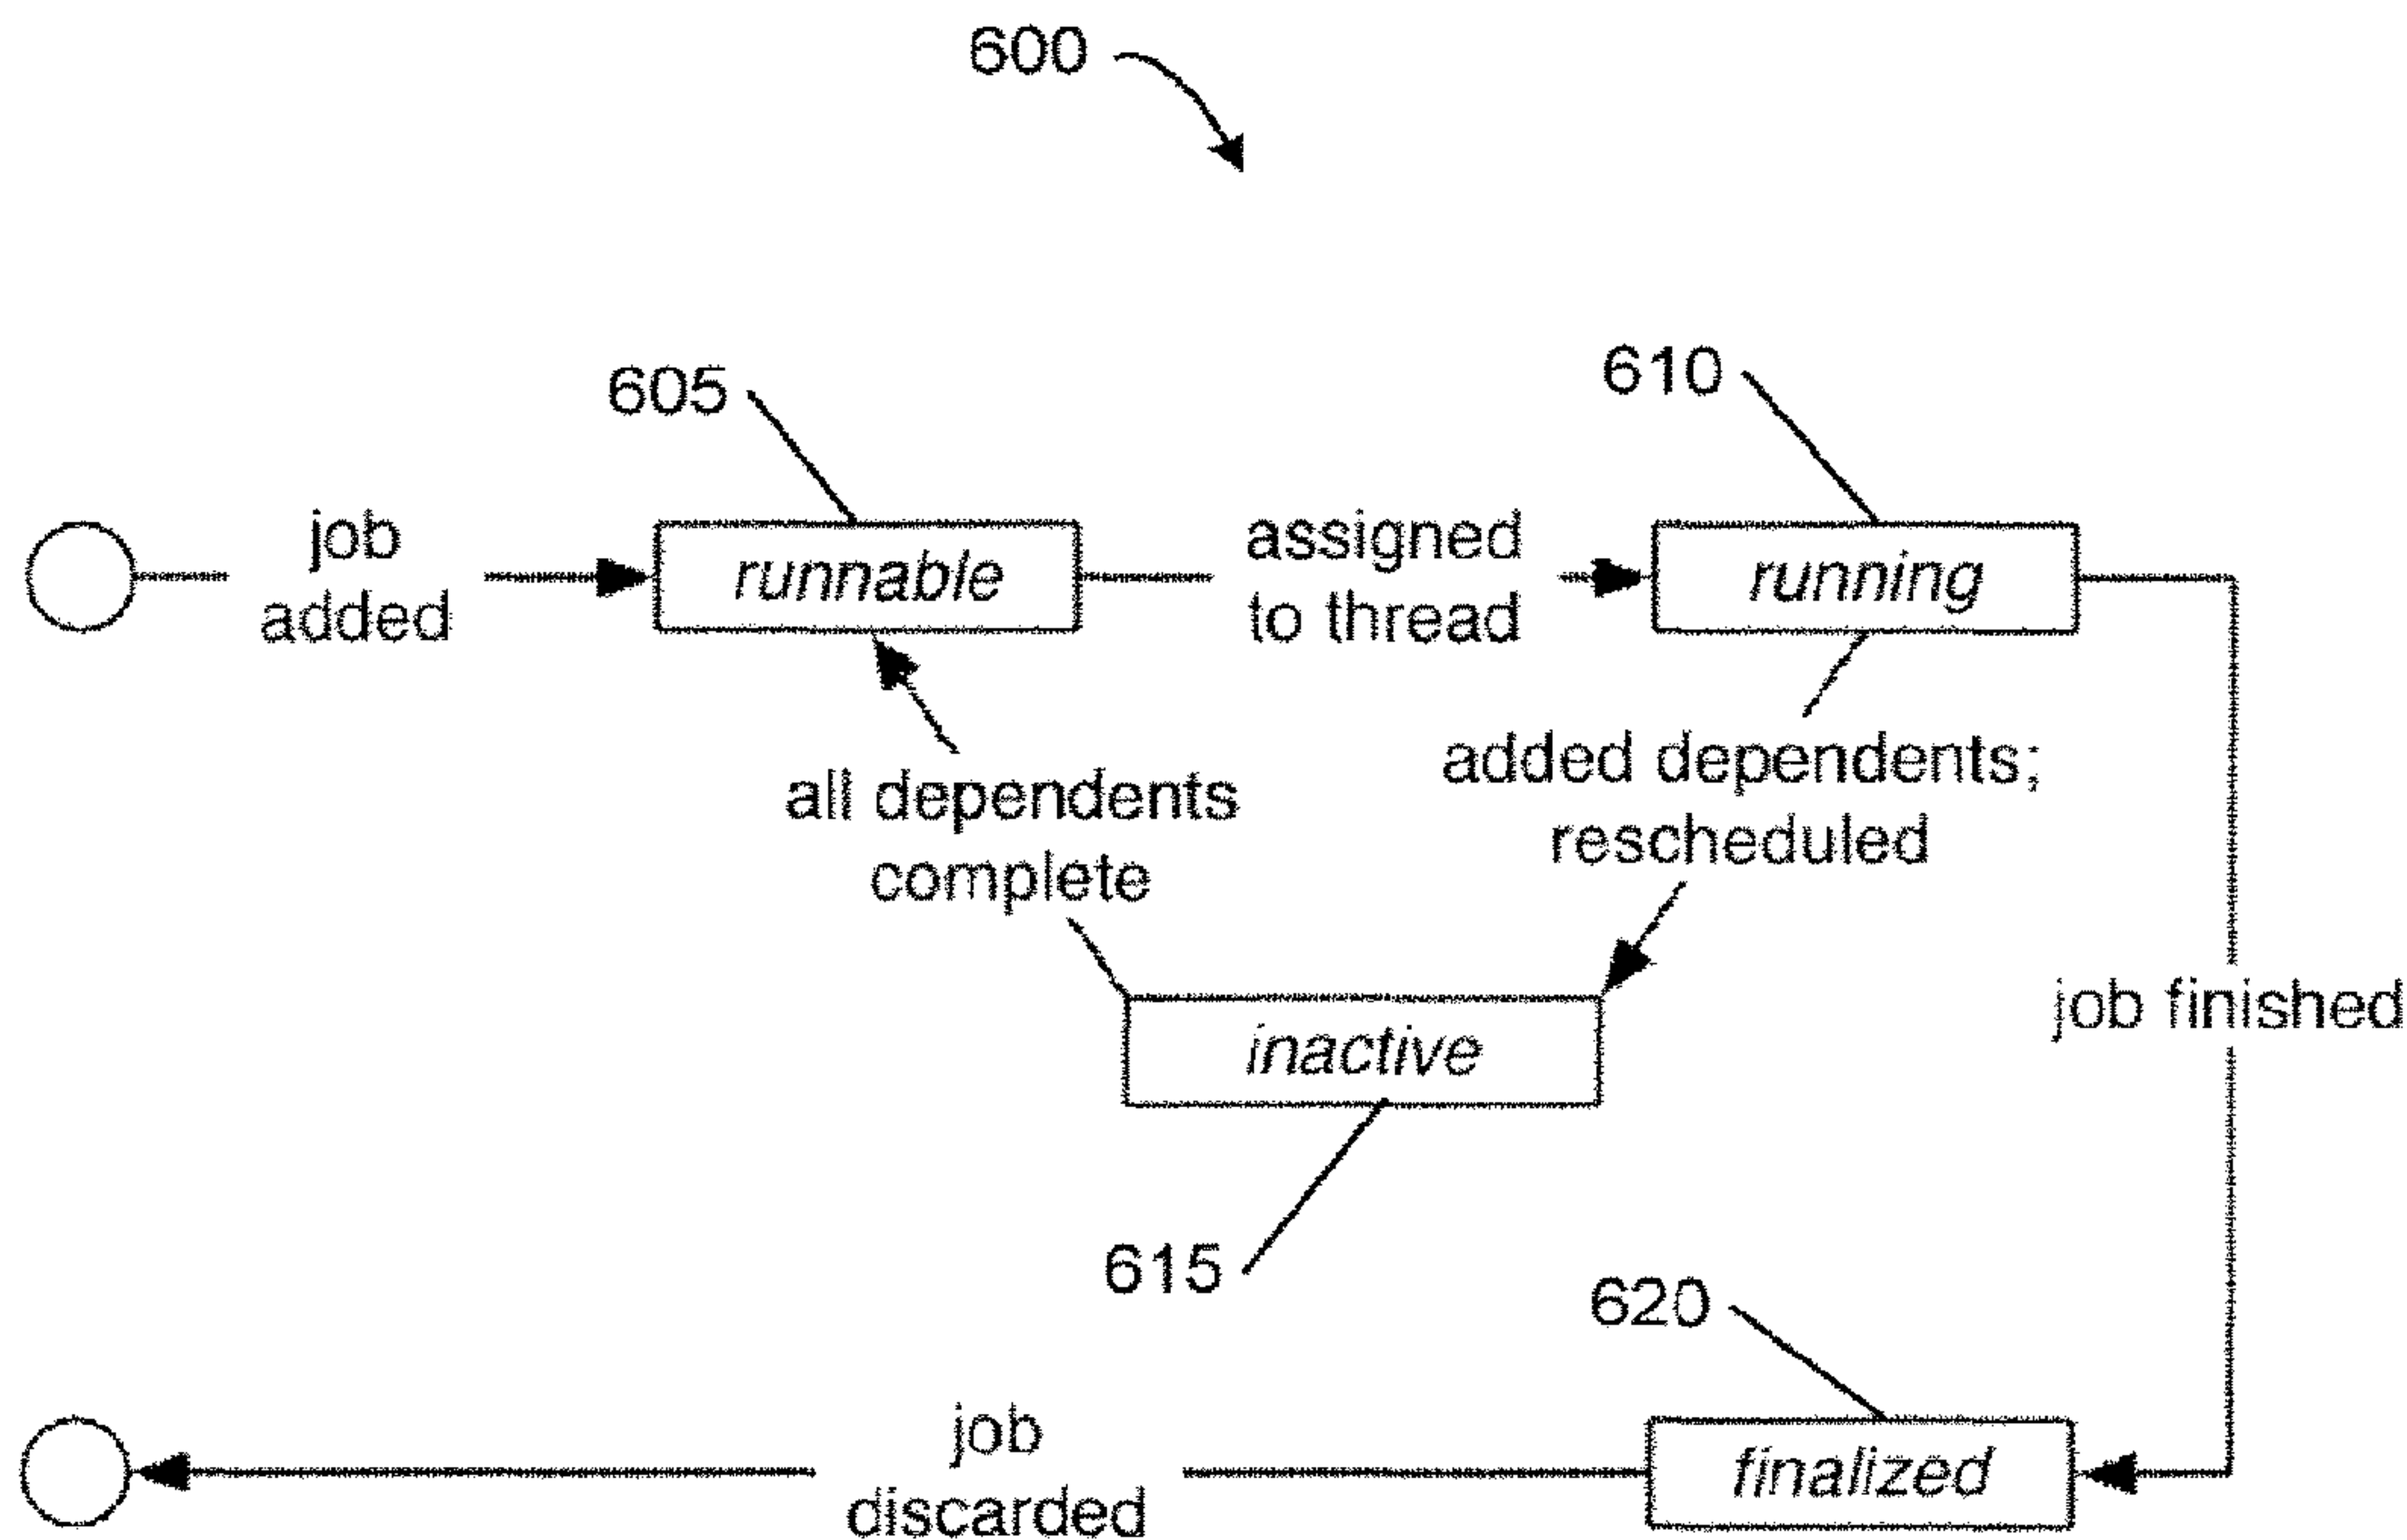 600
605
610
job
added
runnable
assigned
to thread
running
all dependents
complete
added dependents;
rescheduled
inactive
job finished
615
620
job
discarded
finalized